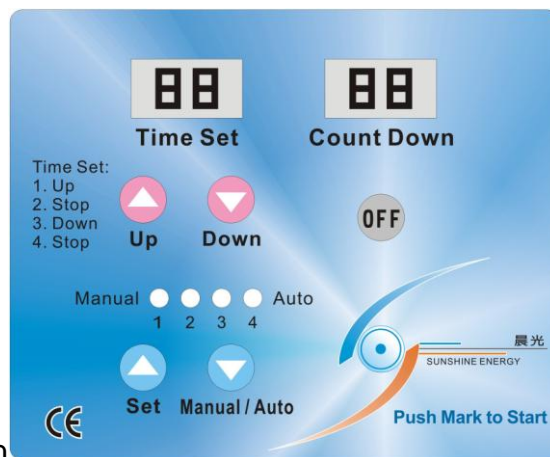 88 88
Time Set Count Down
Time Set:
1. Up
2. Stop
3. Down
4. Stop
Up Down
OFF
Manual Auto
1 2 3 4
晨光
SUNSHINE ENERGY
Set Manual / Auto
CE
Push Mark to Start